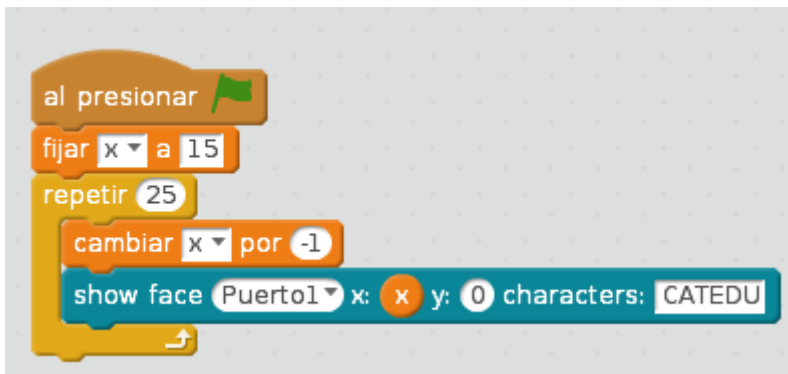 al presionar
fijar x a 15
repetir 25
cambiar x por -1
show face Puerto1 x: x y: 0 characters: CATEDU